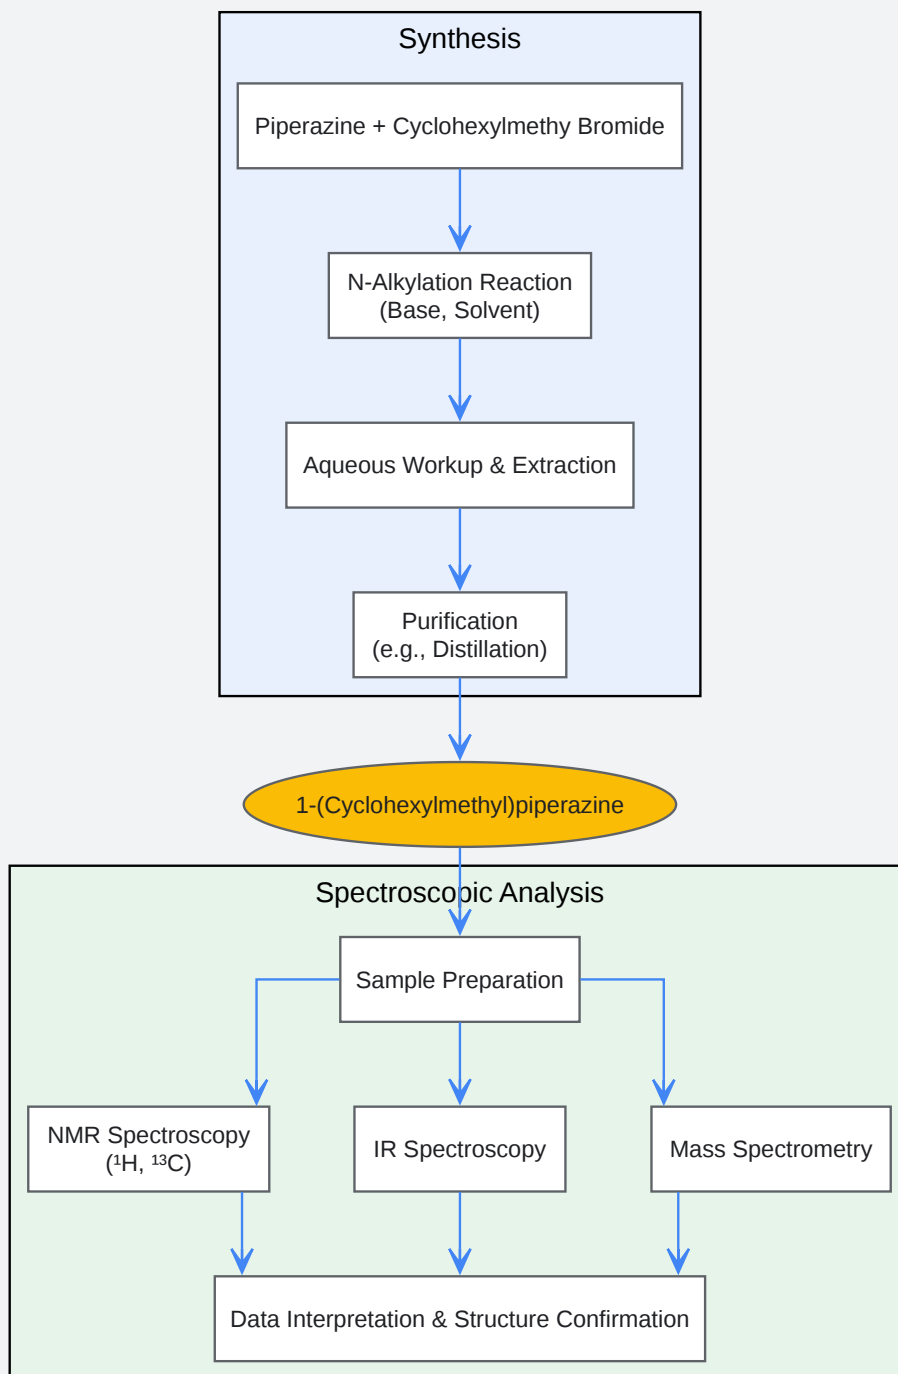 Synthesis
Piperazine + Cyclohexylmethy Bromide
N-Alkylation Reaction
(Base, Solvent)
Aqueous Workup & Extraction
Purification
(e.g., Distillation)
1-(Cyclohexylmethyl)piperazine
Spectroscopic Analysis
Sample Preparation
NMR Spectroscopy
(¹H, ¹³C)
IR Spectroscopy
Mass Spectrometry
Data Interpretation & Structure Confirmation